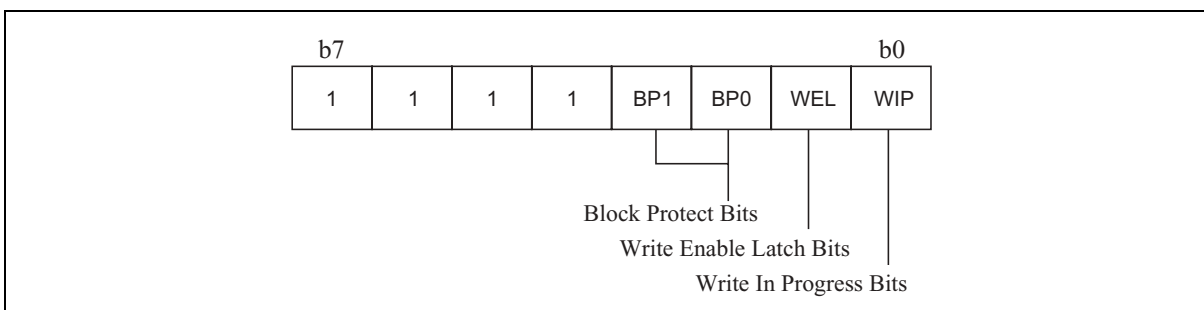 b7 b0
1 1 1 1 BP1 BP0 WEL WIP
Block Protect Bits
Write Enable Latch Bits
Write In Progress Bits